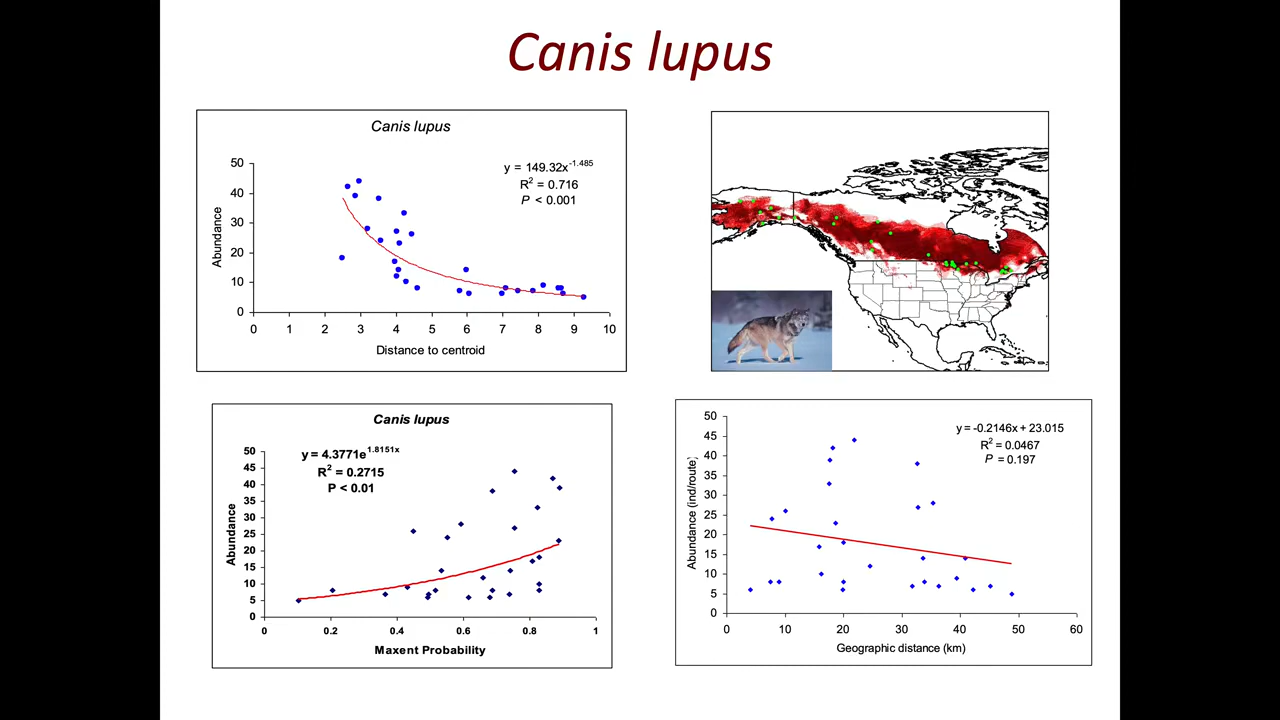 Canis lupus
Canis lupus
y = 149.32x^-1.485
R² = 0.716
P < 0.001
Abundance
50
40
30
20
10
0
0 1 2 3 4 5 6 7 8 9 10
Distance to centroid
Canis lupus
y = 4.3771e^1.8151x
R² = 0.2715
P < 0.01
Abundance
50
45
40
35
30
25
20
15
10
5
0
0 0.2 0.4 0.6 0.8 1
Maxent Probability
y = -0.2146x + 23.015
R² = 0.0467
P = 0.197
Abundance (ind/route)
50
45
40
35
30
25
20
15
10
5
0
0 10 20 30 40 50 60
Geographic distance (km)